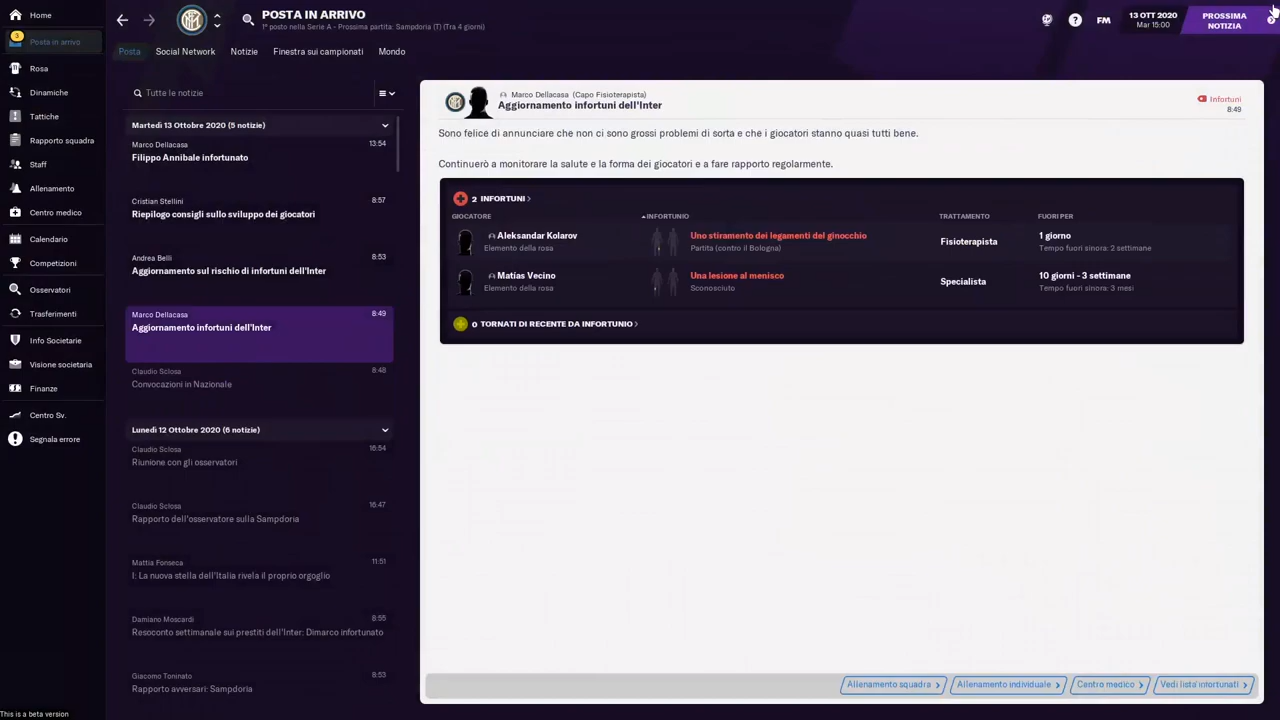 Home
POSTA IN ARRIVO
1° posto nella Serie A - Prossima partita: Sampdoria (T) (Tra 4 giorni)
FM
13 OTT 2020
Mar 15:00
PROSSIMA
NOTIZIA
3
Posta in arrivo
Rosa
Dinamiche
Tattiche
Rapporto squadra
Staff
Allenamento
Centro medico
Calendario
Competizioni
Osservatori
Trasferimenti
Info Societarie
Visione societaria
Finanze
Centro Sv.
Segnala errore
This is a beta version
Posta
Social Network
Notizie
Finestra sui campionati
Mondo
Tutte le notizie
Martedì 13 Ottobre 2020 (5 notizie)
Marco Dellacasa 13:54
Filippo Annibale infortunato
Cristian Stellini 8:57
Riepilogo consigli sullo sviluppo dei giocatori
Andrea Belli 8:53
Aggiornamento sul rischio di infortuni dell'Inter
Marco Dellacasa 8:49
Aggiornamento infortuni dell'Inter
Claudio Sclosa 8:48
Convocazioni in Nazionale
Lunedì 12 Ottobre 2020 (6 notizie)
Claudio Sclosa 16:54
Riunione con gli osservatori
Claudio Sclosa 16:47
Rapporto dell'osservatore sulla Sampdoria
Mattia Fonseca 11:51
I: La nuova stella dell'Italia rivela il proprio orgoglio
Damiano Moscardi 8:55
Resoconto settimanale sui prestiti dell'Inter: Dimarco infortunato
Giacomo Toninato 8:53
Rapporto avversari: Sampdoria
Marco Dellacasa (Capo Fisioterapista)
Aggiornamento infortuni dell'Inter
Infortuni
8:49
Sono felice di annunciare che non ci sono grossi problemi di sorta e che i giocatori stanno quasi tutti bene.
Continuerò a monitorare la salute e la forma dei giocatori e a fare rapporto regolarmente.
2 INFORTUNI
GIOCATORE INFORTUNIO TRATTAMENTO FUORI PER
Aleksandar Kolarov Uno stiramento dei legamenti del ginocchio Fisioterapista 1 giorno
Elemento della rosa Partita (contro il Bologna) Tempo fuori sinora: 2 settimane
Matías Vecino Una lesione al menisco Specialista 10 giorni - 3 settimane
Elemento della rosa Sconosciuto Tempo fuori sinora: 3 mesi
0 TORNATI DI RECENTE DA INFORTUNIO
Allenamento squadra
Allenamento individuale
Centro medico
Vedi lista infortunati